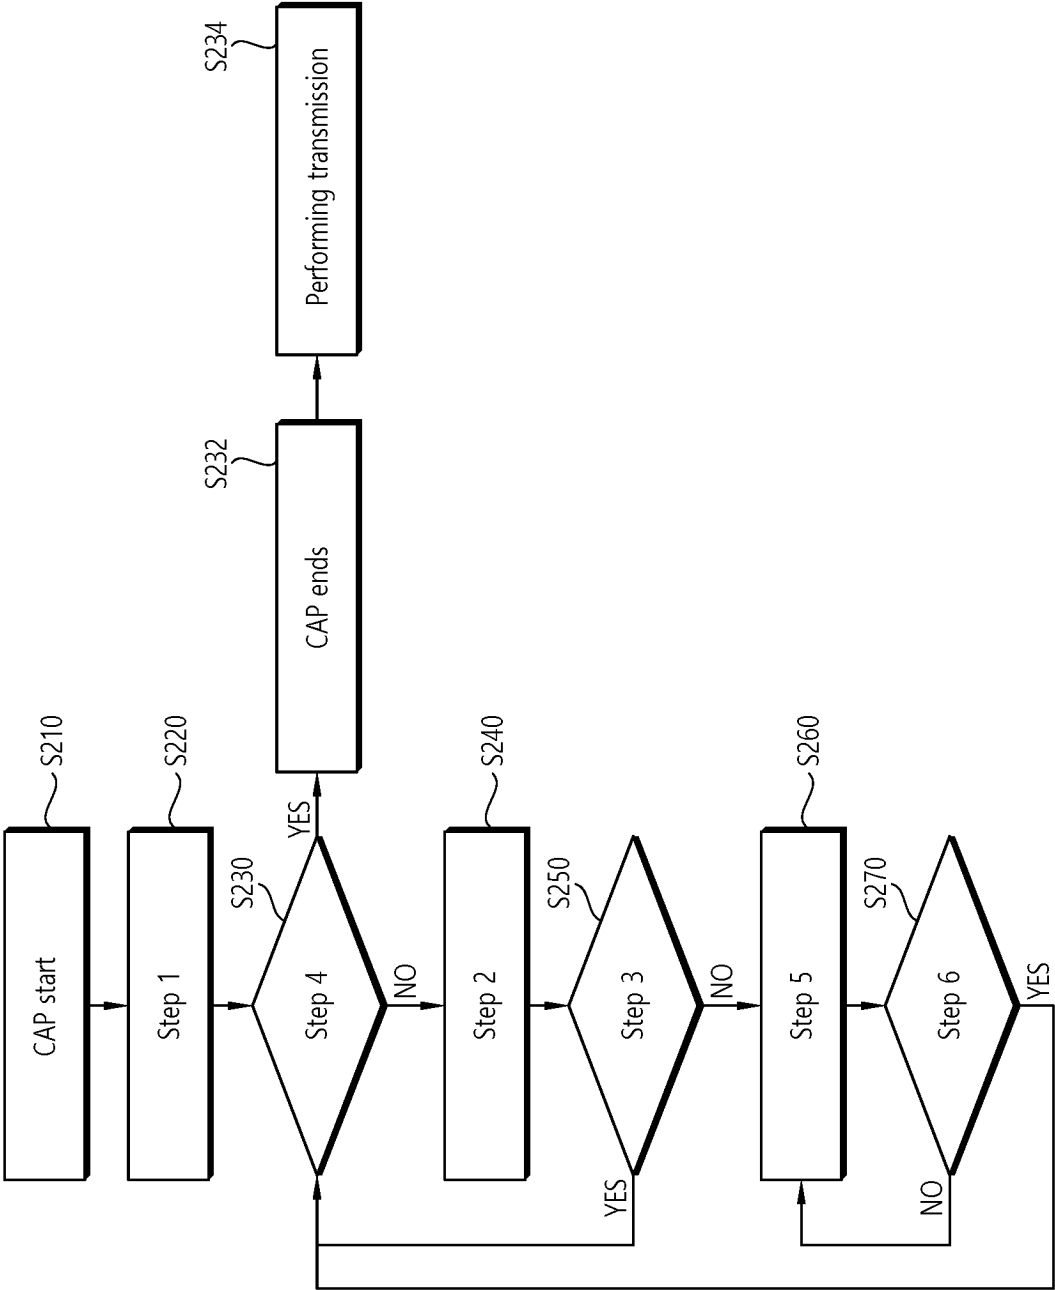 CAP start
S210
Step 1
S220
Step 4
S230
YES
CAP ends
S232
Performing transmission
S234
NO
Step 2
S240
Step 3
S250
YES
NO
Step 5
S260
Step 6
S270
NO
YES